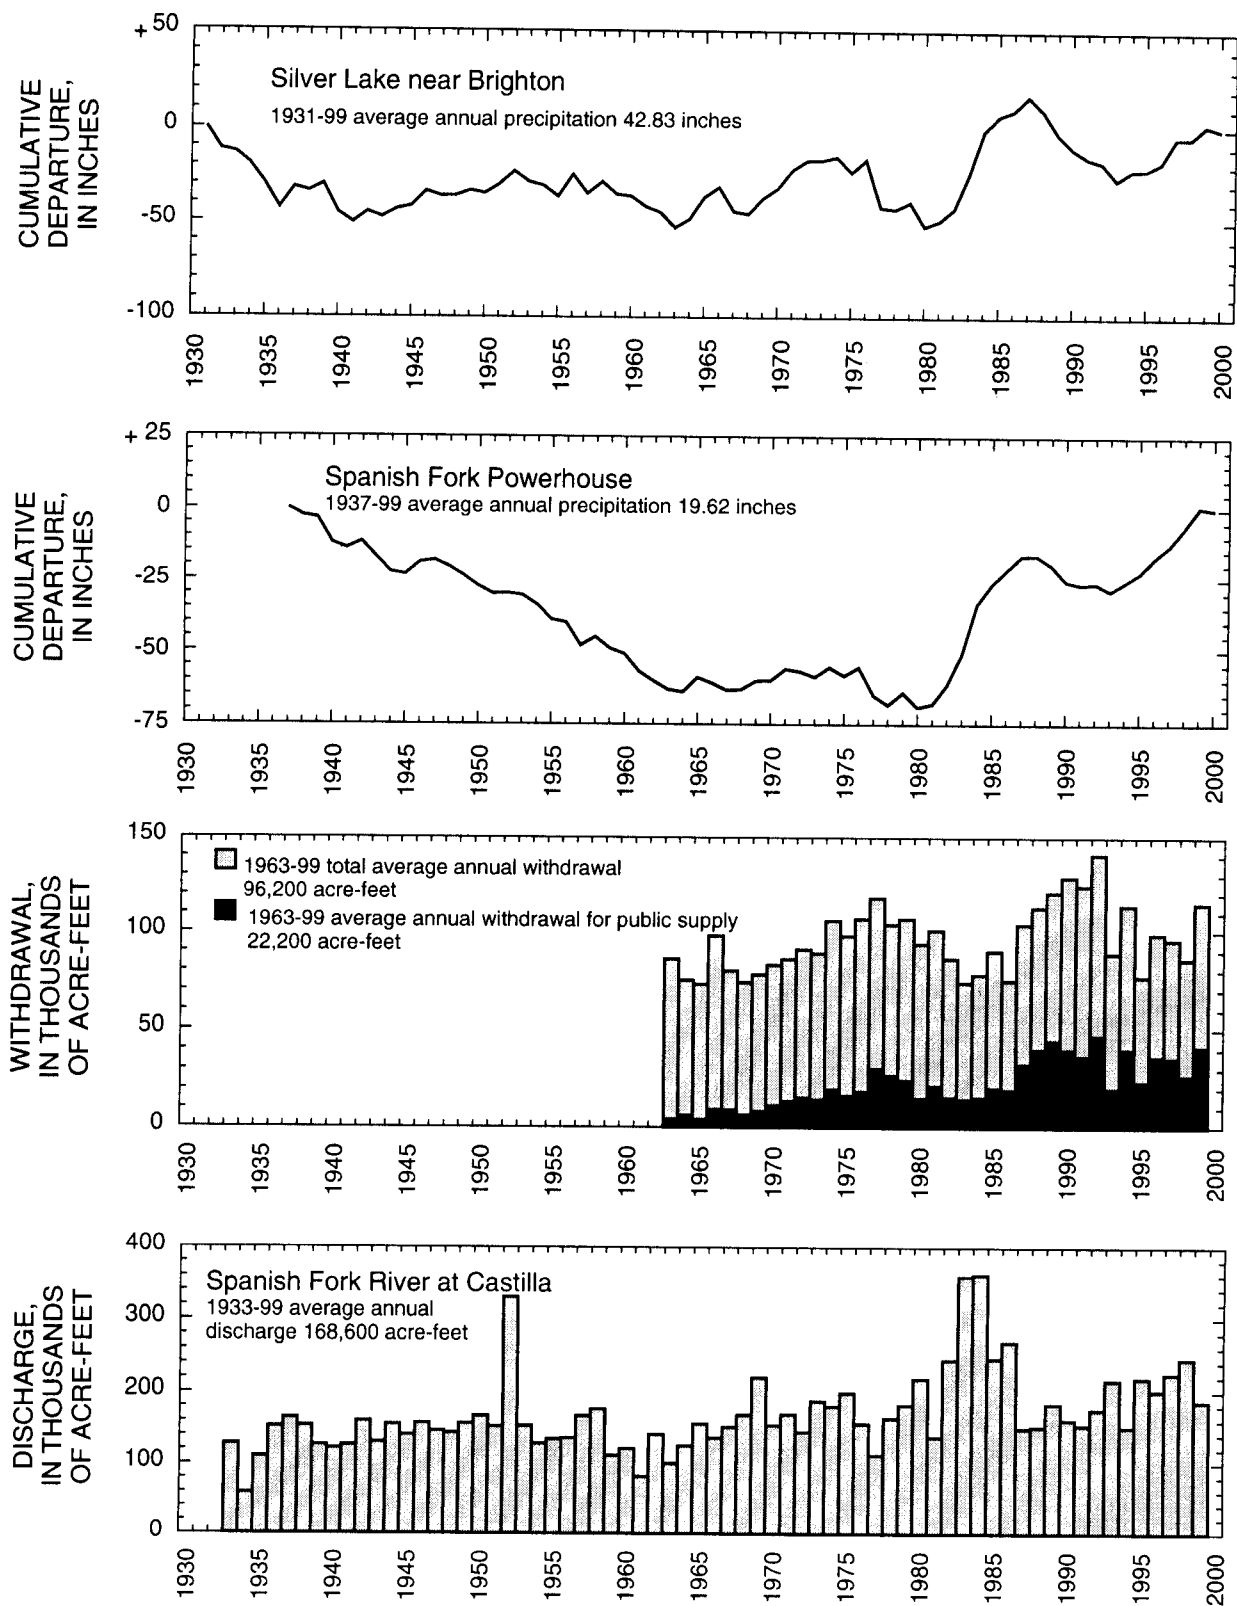 + 50
0
-50
-100
CUMULATIVE
DEPARTURE,
IN INCHES
Silver Lake near Brighton
1931-99 average annual precipitation 42.83 inches
1930 1935 1940 1945 1950 1955 1960 1965 1970 1975 1980 1985 1990 1995 2000
+ 25
0
-25
-50
-75
CUMULATIVE
DEPARTURE,
IN INCHES
Spanish Fork Powerhouse
1937-99 average annual precipitation 19.62 inches
1930 1935 1940 1945 1950 1955 1960 1965 1970 1975 1980 1985 1990 1995 2000
150
100
50
0
WITHDRAWAL,
IN THOUSANDS
OF ACRE-FEET
1963-99 total average annual withdrawal
96,200 acre-feet
1963-99 average annual withdrawal for public supply
22,200 acre-feet
1930 1935 1940 1945 1950 1955 1960 1965 1970 1975 1980 1985 1990 1995 2000
400
300
200
100
0
DISCHARGE,
IN THOUSANDS
OF ACRE-FEET
Spanish Fork River at Castilla
1933-99 average annual
discharge 168,600 acre-feet
1930 1935 1940 1945 1950 1955 1960 1965 1970 1975 1980 1985 1990 1995 2000